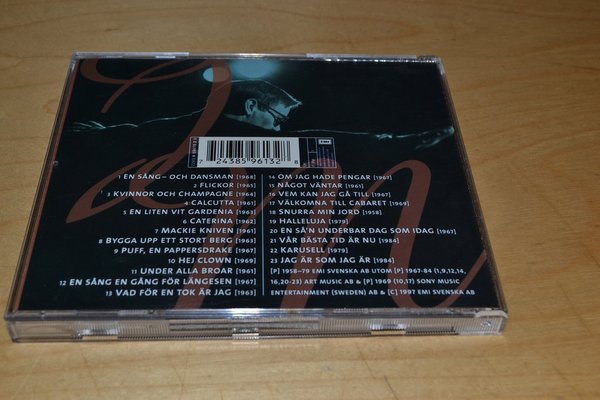 7 24385 96132 8
EMI
1 EN SÅNG – OCH DANSMAN [1968]
2 FLICKOR [1965]
3 KVINNOR OCH CHAMPAGNE [1964]
4 CALCUTTA [1961]
5 EN LITEN VIT GARDENIA [1963]
6 CATERINA [1962]
7 MACKIE KNIVEN [1961]
8 BYGGA UPP ETT STORT BERG [1963]
9 PUFF, EN PAPPERSDRAKE [1967]
10 HEJ CLOWN [1969]
11 UNDER ALLA BROAR [1963]
12 EN SÅNG EN GÅNG FÖR LÄNGESEN [1967]
13 VAD FÖR EN TOK ÄR JAG [1963]
14 OM JAG HADE PENGAR [1967]
15 NÅGOT VÄNTAR [1961]
16 VEM KAN JAG GÅ TILL [1967]
17 VÄLKOMNA TILL CABARET [1969]
18 SNURRA MIN JORD [1958]
19 HALLELUJA [1979]
20 EN SÅ'N UNDERBAR DAG SOM IDAG [1967]
21 VÅR BÄSTA TID ÄR NU [1984]
22 KARUSELL [1984]
23 JAG ÄR SOM JAG ÄR [1984]
[P] 1958–79 EMI SVENSKA AB UTOM [P] 1967-84 (1,9,12,14,
16,20-23) ART MUSIC AB & [P] 1969 (10,17) SONY MUSIC
ENTERTAINMENT (SWEDEN) AB & [C] 1997 EMI SVENSKA AB